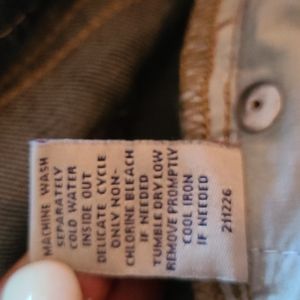 MACHINE WASH
SEPARATELY
COLD WATER
INSIDE OUT
DELICATE CYCLE
ONLY NON-
CHLORINE BLEACH
IF NEEDED
TUMBLE DRY LOW
REMOVE PROMPTLY
COOL IRON
IF NEEDED
211226